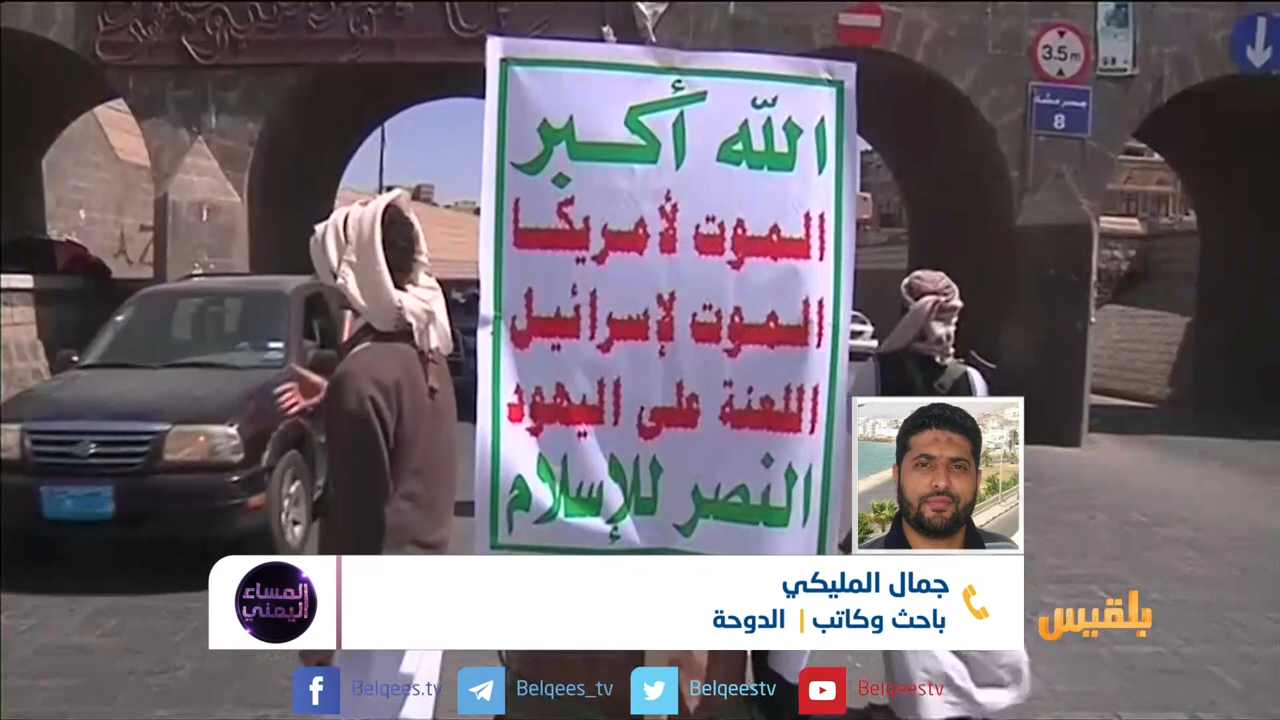 3.5m
مسرعشة
8
الله أكبر
الموت لأمريكا
الموت لإسرائيل
اللعنة على اليهود
النصر للإسلام
جمال المليكي
باحث وكاتب | الدوحة
المساء اليمني
بلقيس
Belqees.tv
Belqees_tv
Belqeestv
Belqeestv